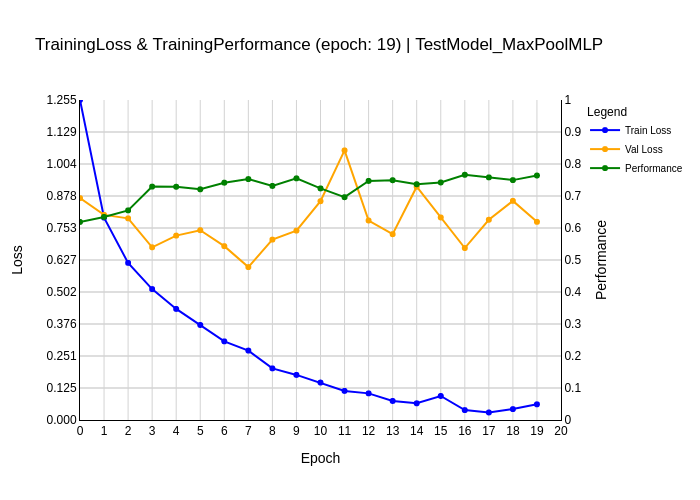 TrainingLoss & TrainingPerformance (epoch: 19) | TestModel_MaxPoolMLP
Legend
Train Loss
Val Loss
Performance
1.255
1.129
1.004
0.878
0.753
0.627
0.502
0.376
0.251
0.125
0.000
Loss
1
0.9
0.8
0.7
0.6
0.5
0.4
0.3
0.2
0.1
0
Performance
0 1 2 3 4 5 6 7 8 9 10 11 12 13 14 15 16 17 18 19 20
Epoch